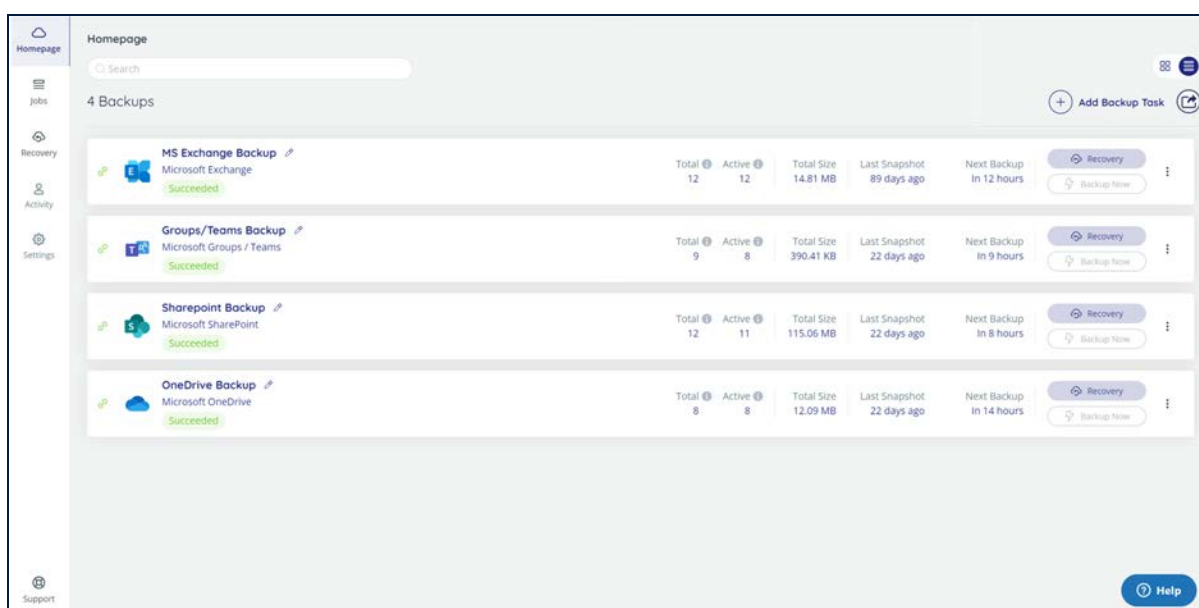 Homepage
Jobs
Recovery
Activity
Settings
Support
Homepage
Search
4 Backups
Add Backup Task
MS Exchange Backup
Microsoft Exchange
Succeeded
Total Active Total Size Last Snapshot Next Backup
12 12 14.81 MB 89 days ago In 12 hours
Recovery
Backup Now
Groups/Teams Backup
Microsoft Groups / Teams
Succeeded
Total Active Total Size Last Snapshot Next Backup
9 8 390.41 KB 22 days ago In 9 hours
Recovery
Backup Now
Sharepoint Backup
Microsoft SharePoint
Succeeded
Total Active Total Size Last Snapshot Next Backup
12 11 115.06 MB 22 days ago In 8 hours
Recovery
Backup Now
OneDrive Backup
Microsoft OneDrive
Succeeded
Total Active Total Size Last Snapshot Next Backup
8 8 12.09 MB 22 days ago In 14 hours
Recovery
Backup Now
Help